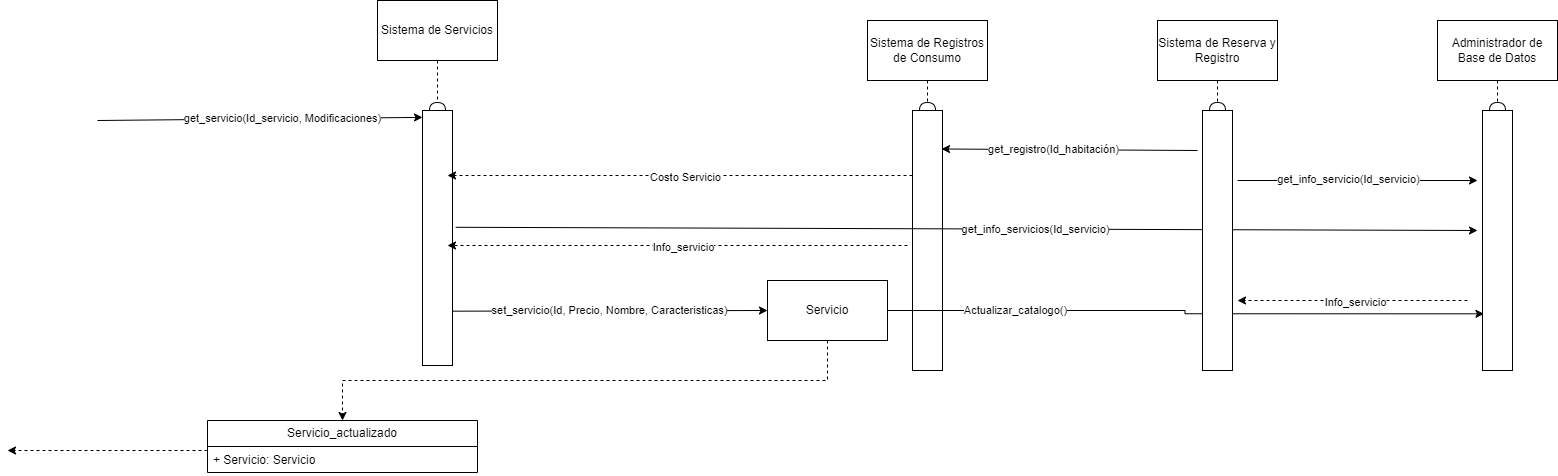 Sistema de Servicios
Sistema de Registros
de Consumo
Sistema de Reserva y
Registro
Administrador de
Base de Datos
get_servicio(Id_servicio, Modificaciones)
get_registro(Id_habitación)
Costo Servicio
get_info_servicio(Id_servicio)
get_info_servicios(Id_servicio)
Info_servicio
Info_servicio
set_servicio(Id, Precio, Nombre, Caracteristicas)
Servicio
Actualizar_catalogo()
Servicio_actualizado
+ Servicio: Servicio